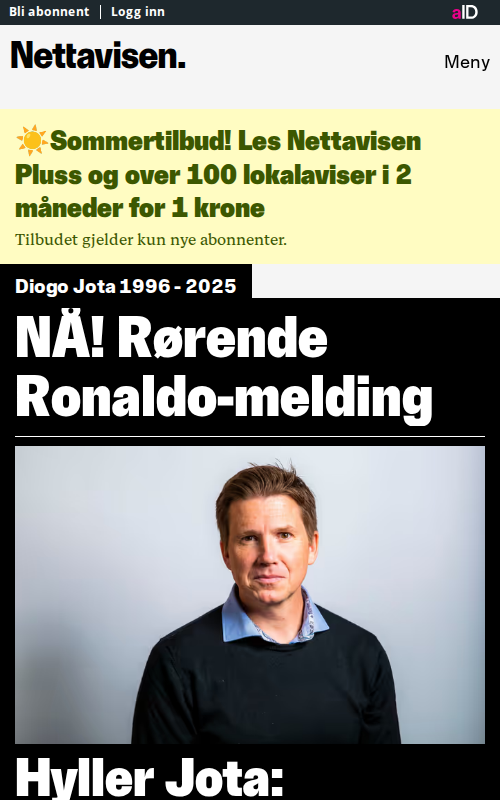 Bli abonnent | Logg inn
aID
Nettavisen.
Meny
☀️Sommertilbud! Les Nettavisen
Pluss og over 100 lokalaviser i 2
måneder for 1 krone
Tilbudet gjelder kun nye abonnenter.
Diogo Jota 1996 - 2025
NÅ! Rørende
Ronaldo-melding
Hyller Jota: